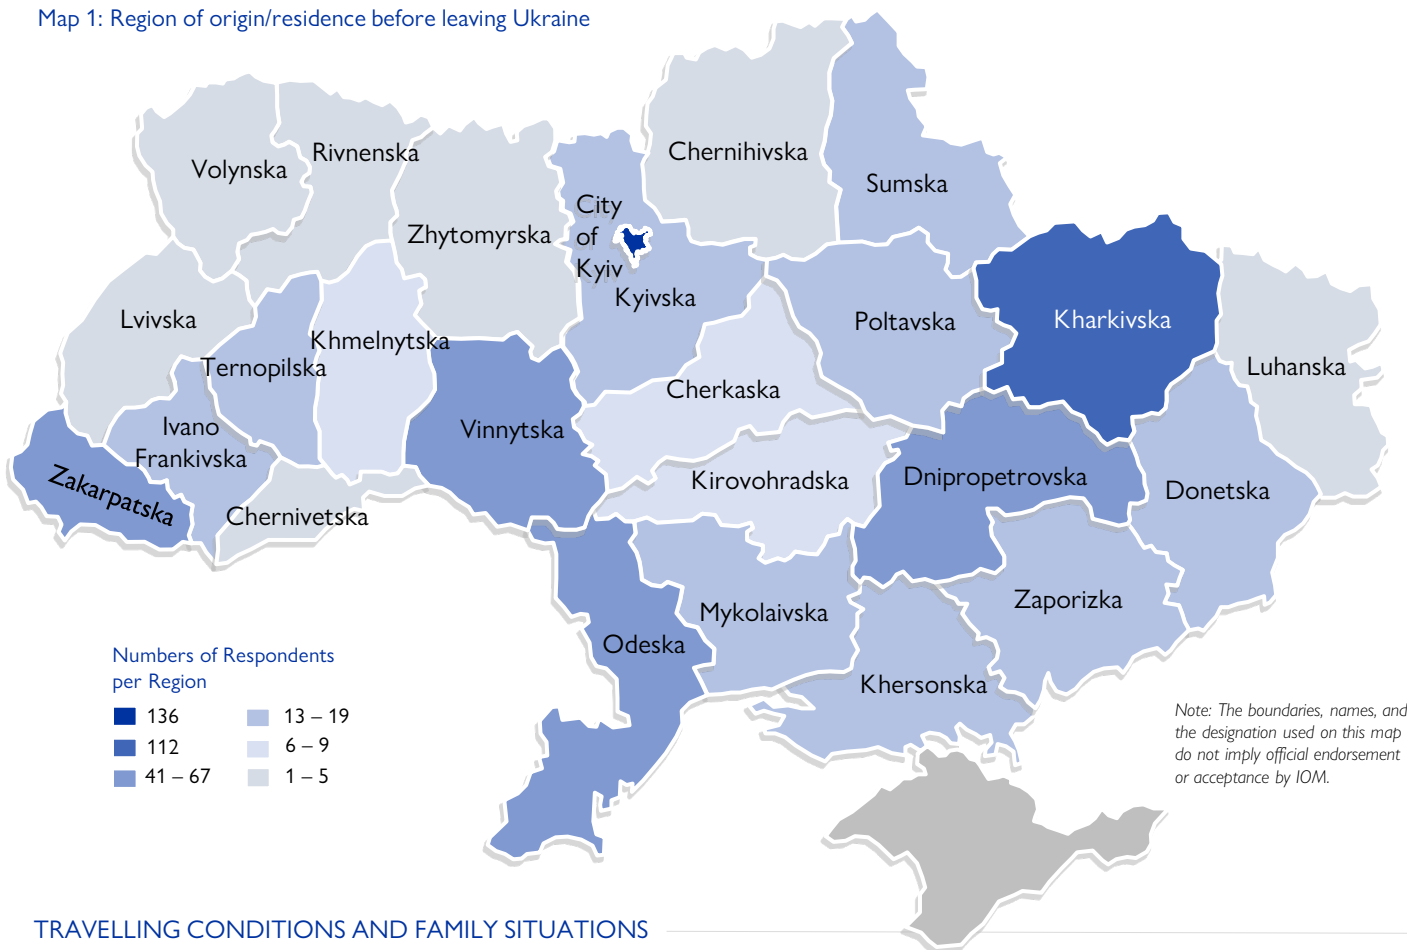 Map 1: Region of origin/residence before leaving Ukraine
Volynska
Rivnenska
Zhytomyrska
City
of
Kyiv
Kyivska
Chernihivska
Sumska
Lvivska
Ternopilska
Khmelnytska
Cherkaska
Poltavska
Kharkivska
Luhanska
Ivano
Frankivska
Zakarpatska
Chernivetska
Vinnytska
Kirovohradska
Dnipropetrovska
Donetska
Odeska
Mykolaivska
Zaporizka
Khersonska
Numbers of Respondents
per Region
136
112
41 – 67
13 – 19
6 – 9
1 – 5
Note: The boundaries, names, and
the designation used on this map
do not imply official endorsement
or acceptance by IOM.
TRAVELLING CONDITIONS AND FAMILY SITUATIONS